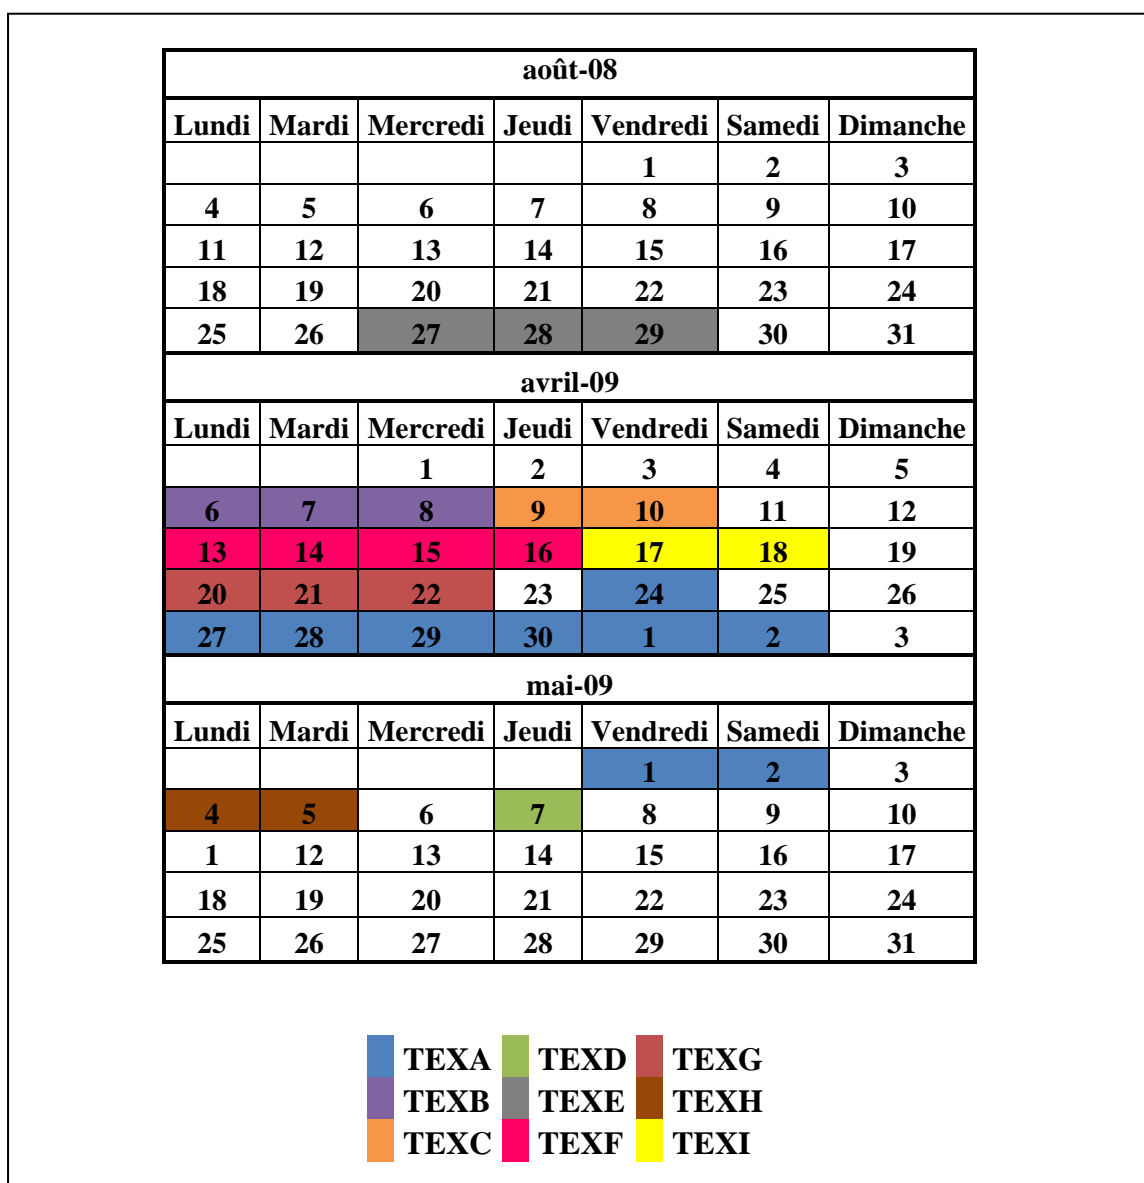 août-08
Lundi Mardi Mercredi Jeudi Vendredi Samedi Dimanche
1 2 3
4 5 6 7 8 9 10
11 12 13 14 15 16 17
18 19 20 21 22 23 24
25 26 27 28 29 30 31
avril-09
Lundi Mardi Mercredi Jeudi Vendredi Samedi Dimanche
1 2 3 4 5
6 7 8 9 10 11 12
13 14 15 16 17 18 19
20 21 22 23 24 25 26
27 28 29 30 1 2 3
mai-09
Lundi Mardi Mercredi Jeudi Vendredi Samedi Dimanche
1 2 3
4 5 6 7 8 9 10
1 12 13 14 15 16 17
18 19 20 21 22 23 24
25 26 27 28 29 30 31
TEXA TEXD TEXG
TEXB TEXE TEXH
TEXC TEXF TEXI